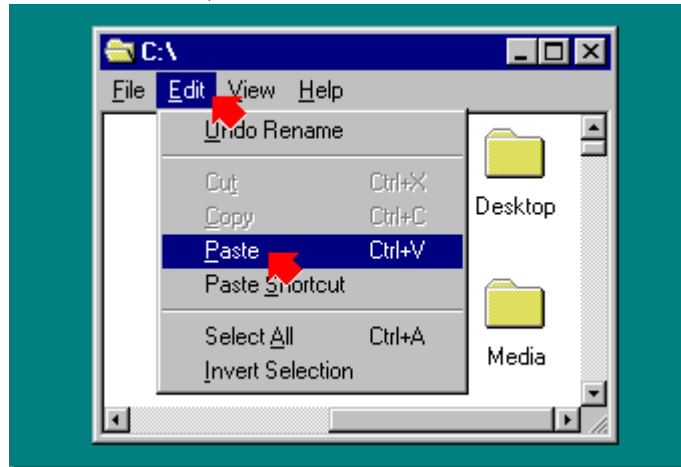 C:\
File Edit View Help
Undo Rename
Cut Ctrl+X
Copy Ctrl+C
Paste Ctrl+V
Paste Shortcut
Select All Ctrl+A
Invert Selection
Desktop
Media